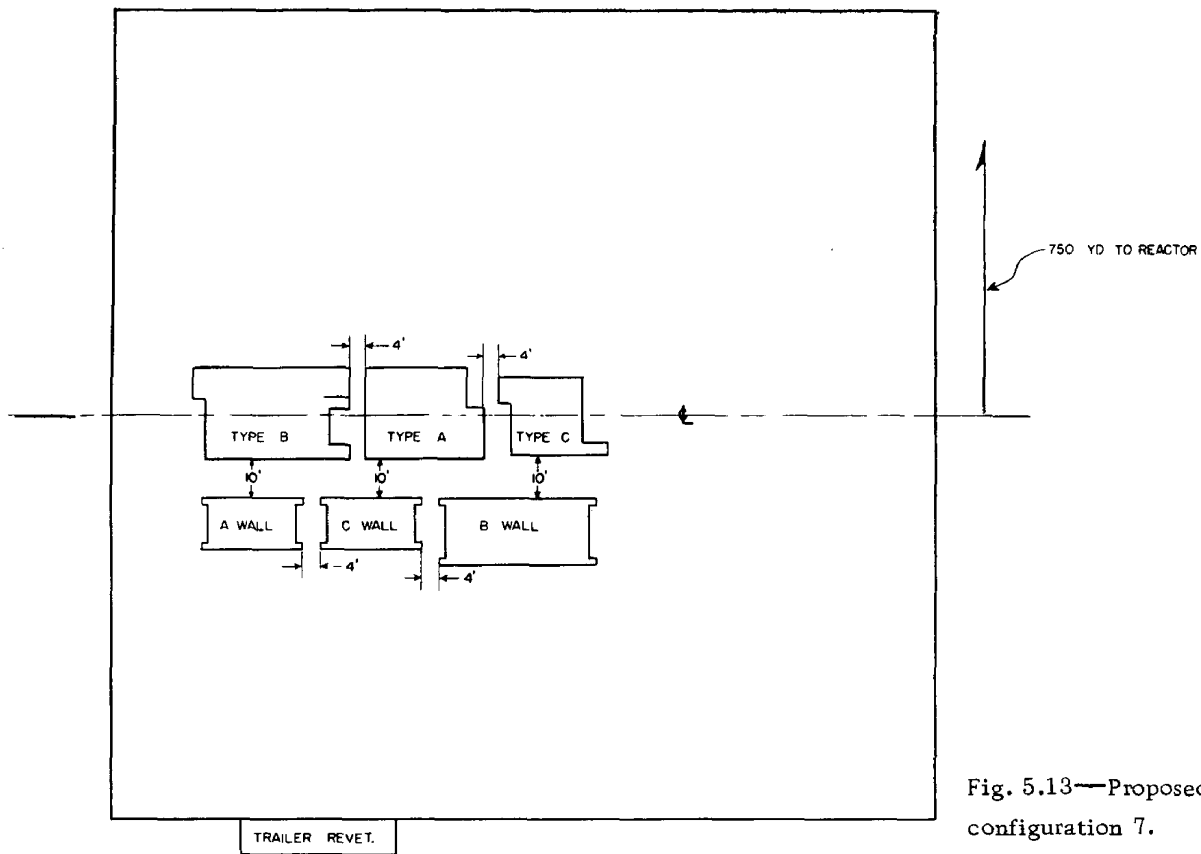 750 YD TO REACTOR
4'
4'
TYPE B
TYPE A
TYPE C
10'
10'
10'
A WALL
C WALL
B WALL
4'
4'
Fig. 5.13—Proposed
configuration 7.
TRAILER REVET.